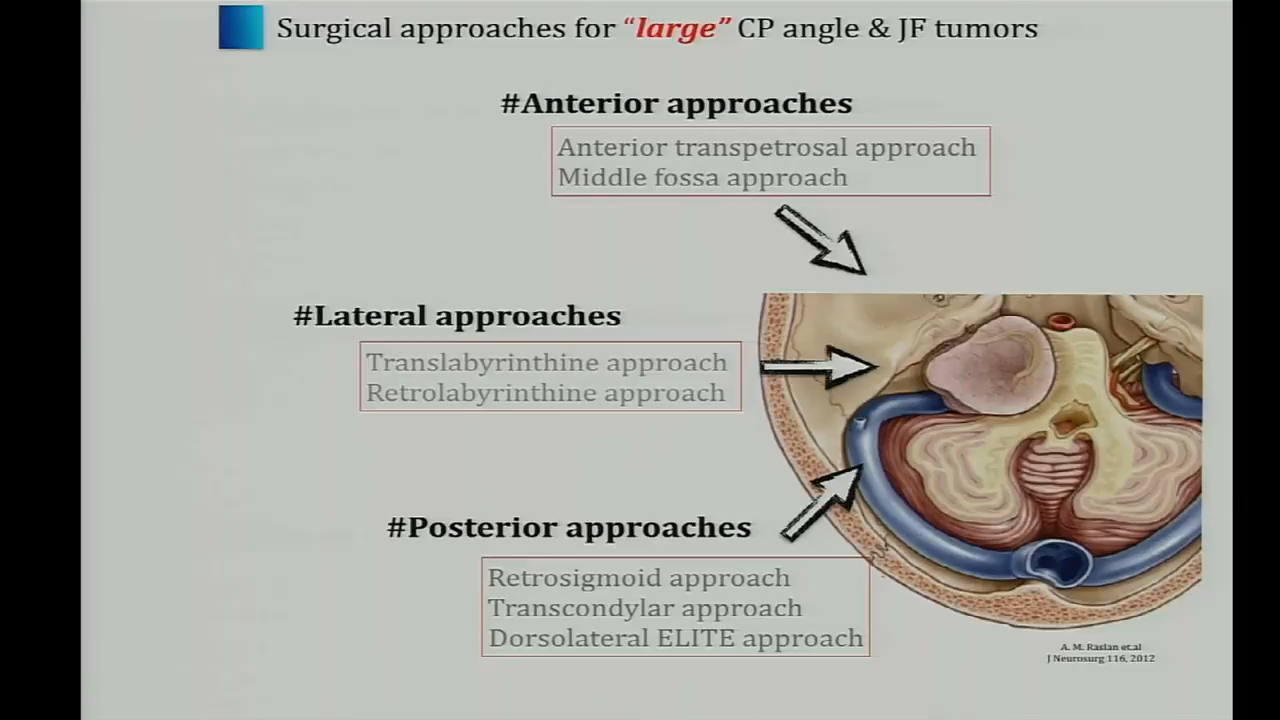 Surgical approaches for “large” CP angle & JF tumors
#Anterior approaches
Anterior transpetrosal approach
Middle fossa approach
#Lateral approaches
Translabyrinthine approach
Retrolabyrinthine approach
#Posterior approaches
Retrosigmoid approach
Transcondylar approach
Dorsolateral ELITE approach
A. M. Raslan et.al
J Neurosurg 116, 2012